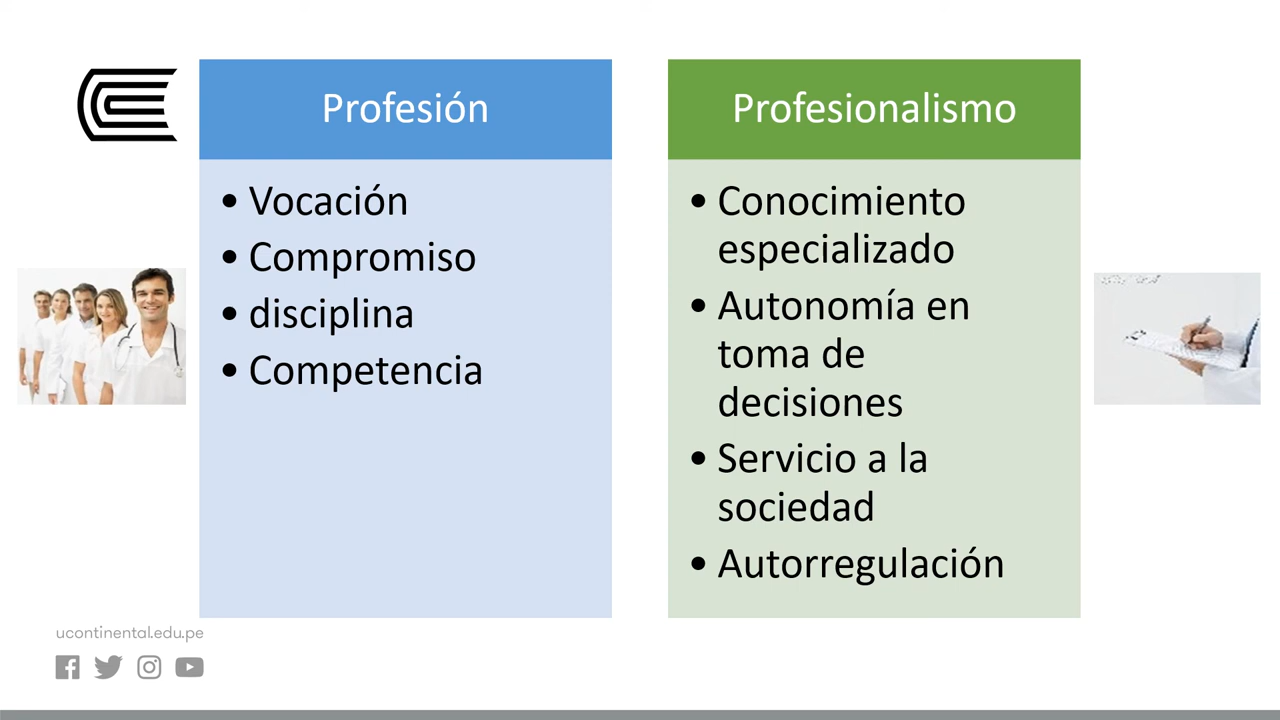 Profesión
• Vocación
• Compromiso
• disciplina
• Competencia
Profesionalismo
• Conocimiento
especializado
• Autonomía en
toma de
decisiones
• Servicio a la
sociedad
• Autorregulación
ucontinental.edu.pe